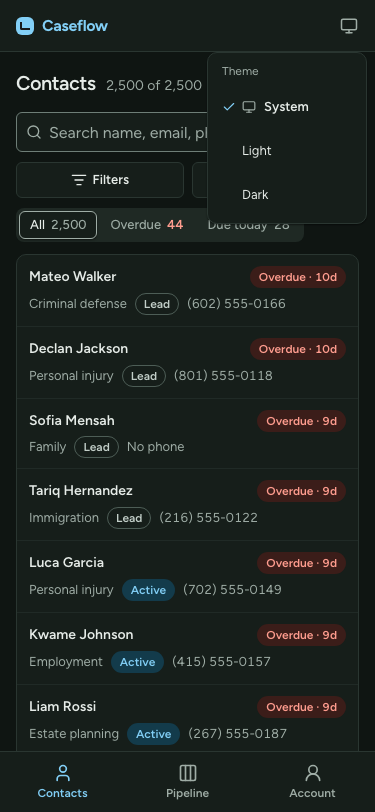 Caseflow
Theme
System
Light
Dark
Contacts 2,500 of 2,500
Search name, email,
Filters
All 2,500 Overdue 44 Due today 28
Mateo Walker Overdue · 10d
Criminal defense Lead (602) 555-0166
Declan Jackson Overdue · 10d
Personal injury Lead (801) 555-0118
Sofia Mensah Overdue · 9d
Family Lead No phone
Tariq Hernandez Overdue · 9d
Immigration Lead (216) 555-0122
Luca Garcia Overdue · 9d
Personal injury Active (702) 555-0149
Kwame Johnson Overdue · 9d
Employment Active (415) 555-0157
Liam Rossi Overdue · 9d
Estate planning Active (267) 555-0187
Contacts Pipeline Account